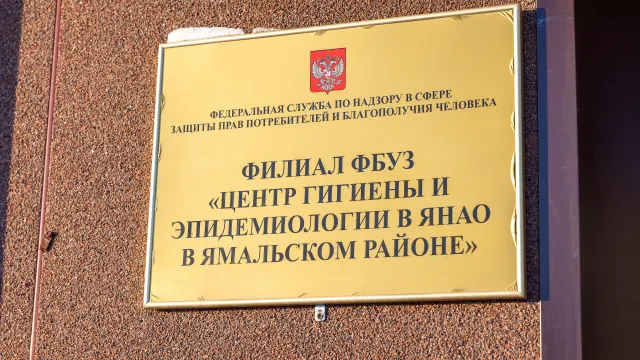 ФЕДЕРАЛЬНАЯ СЛУЖБА ПО НАДЗОРУ В СФЕРЕ
ЗАЩИТЫ ПРАВ ПОТРЕБИТЕЛЕЙ И БЛАГОПОЛУЧИЯ ЧЕЛОВЕКА
ФИЛИАЛ ФБУЗ
«ЦЕНТР ГИГИЕНЫ И
ЭПИДЕМИОЛОГИИ В ЯНАО
В ЯМАЛЬСКОМ РАЙОНЕ»